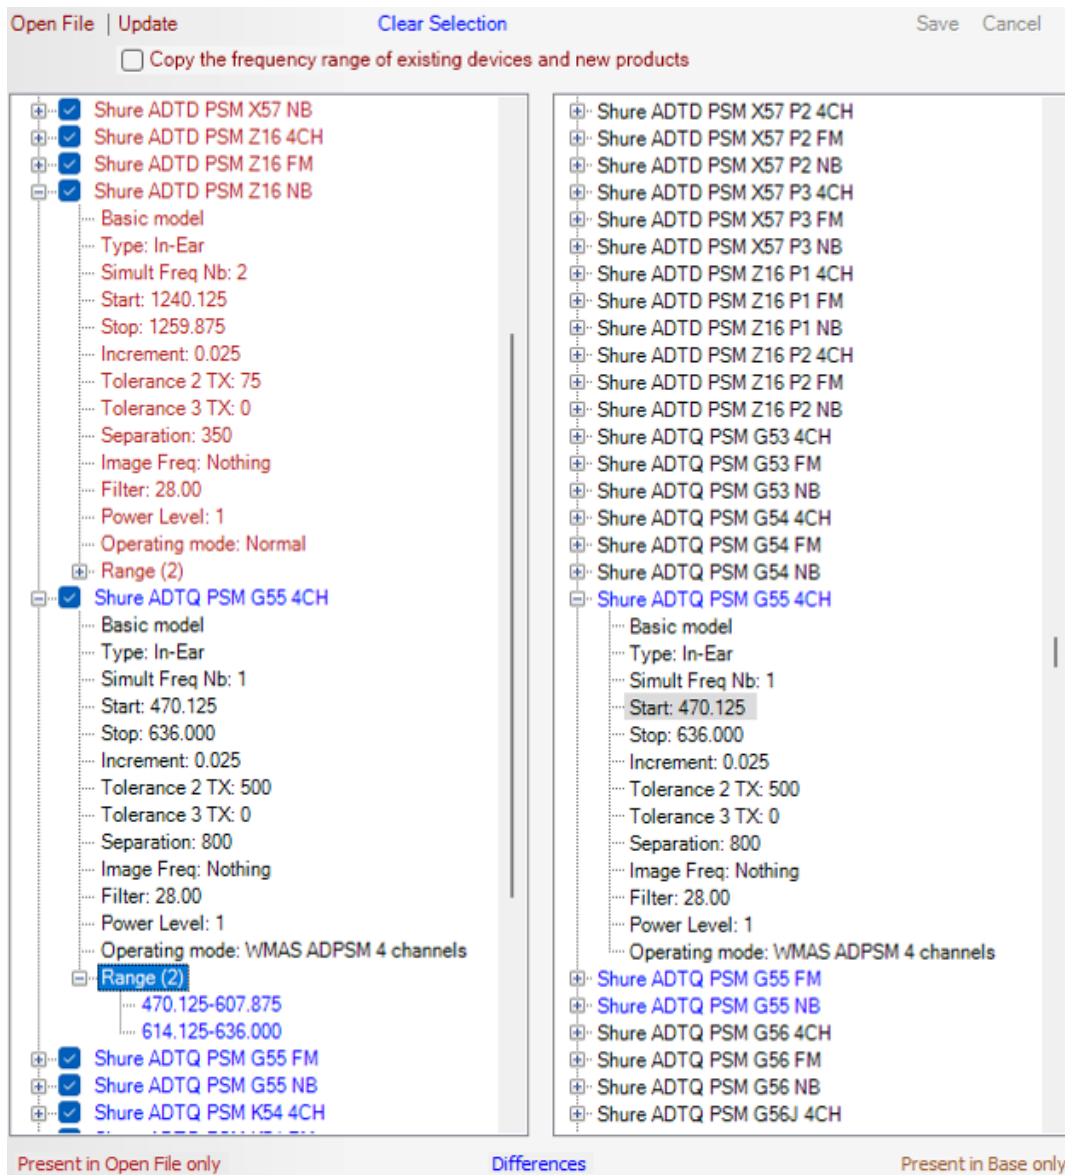 Open File | Update Clear Selection Save Cancel
Copy the frequency range of existing devices and new products
Shure ADTD PSM X57 NB
Shure ADTD PSM Z16 4CH
Shure ADTD PSM Z16 FM
Shure ADTD PSM Z16 NB
Basic model
Type: In-Ear
Simult Freq Nb: 2
Start: 1240.125
Stop: 1259.875
Increment: 0.025
Tolerance 2 TX: 75
Tolerance 3 TX: 0
Separation: 350
Image Freq: Nothing
Filter: 28.00
Power Level: 1
Operating mode: Normal
Range (2)
Shure ADTQ PSM G55 4CH
Basic model
Type: In-Ear
Simult Freq Nb: 1
Start: 470.125
Stop: 636.000
Increment: 0.025
Tolerance 2 TX: 500
Tolerance 3 TX: 0
Separation: 800
Image Freq: Nothing
Filter: 28.00
Power Level: 1
Operating mode: WMAS ADPSM 4 channels
Range (2)
470.125-607.875
614.125-636.000
Shure ADTQ PSM G55 FM
Shure ADTQ PSM G55 NB
Shure ADTQ PSM K54 4CH
Shure ADTD PSM X57 P2 4CH
Shure ADTD PSM X57 P2 FM
Shure ADTD PSM X57 P2 NB
Shure ADTD PSM X57 P3 4CH
Shure ADTD PSM X57 P3 FM
Shure ADTD PSM X57 P3 NB
Shure ADTD PSM Z16 P1 4CH
Shure ADTD PSM Z16 P1 FM
Shure ADTD PSM Z16 P1 NB
Shure ADTD PSM Z16 P2 4CH
Shure ADTD PSM Z16 P2 FM
Shure ADTD PSM Z16 P2 NB
Shure ADTQ PSM G53 4CH
Shure ADTQ PSM G53 FM
Shure ADTQ PSM G53 NB
Shure ADTQ PSM G54 4CH
Shure ADTQ PSM G54 FM
Shure ADTQ PSM G54 NB
Shure ADTQ PSM G55 4CH
Basic model
Type: In-Ear
Simult Freq Nb: 1
Start: 470.125
Stop: 636.000
Increment: 0.025
Tolerance 2 TX: 500
Tolerance 3 TX: 0
Separation: 800
Image Freq: Nothing
Filter: 28.00
Power Level: 1
Operating mode: WMAS ADPSM 4 channels
Shure ADTQ PSM G55 FM
Shure ADTQ PSM G55 NB
Shure ADTQ PSM G56 4CH
Shure ADTQ PSM G56 FM
Shure ADTQ PSM G56 NB
Shure ADTQ PSM G56J 4CH
Present in Open File only Differences Present in Base only